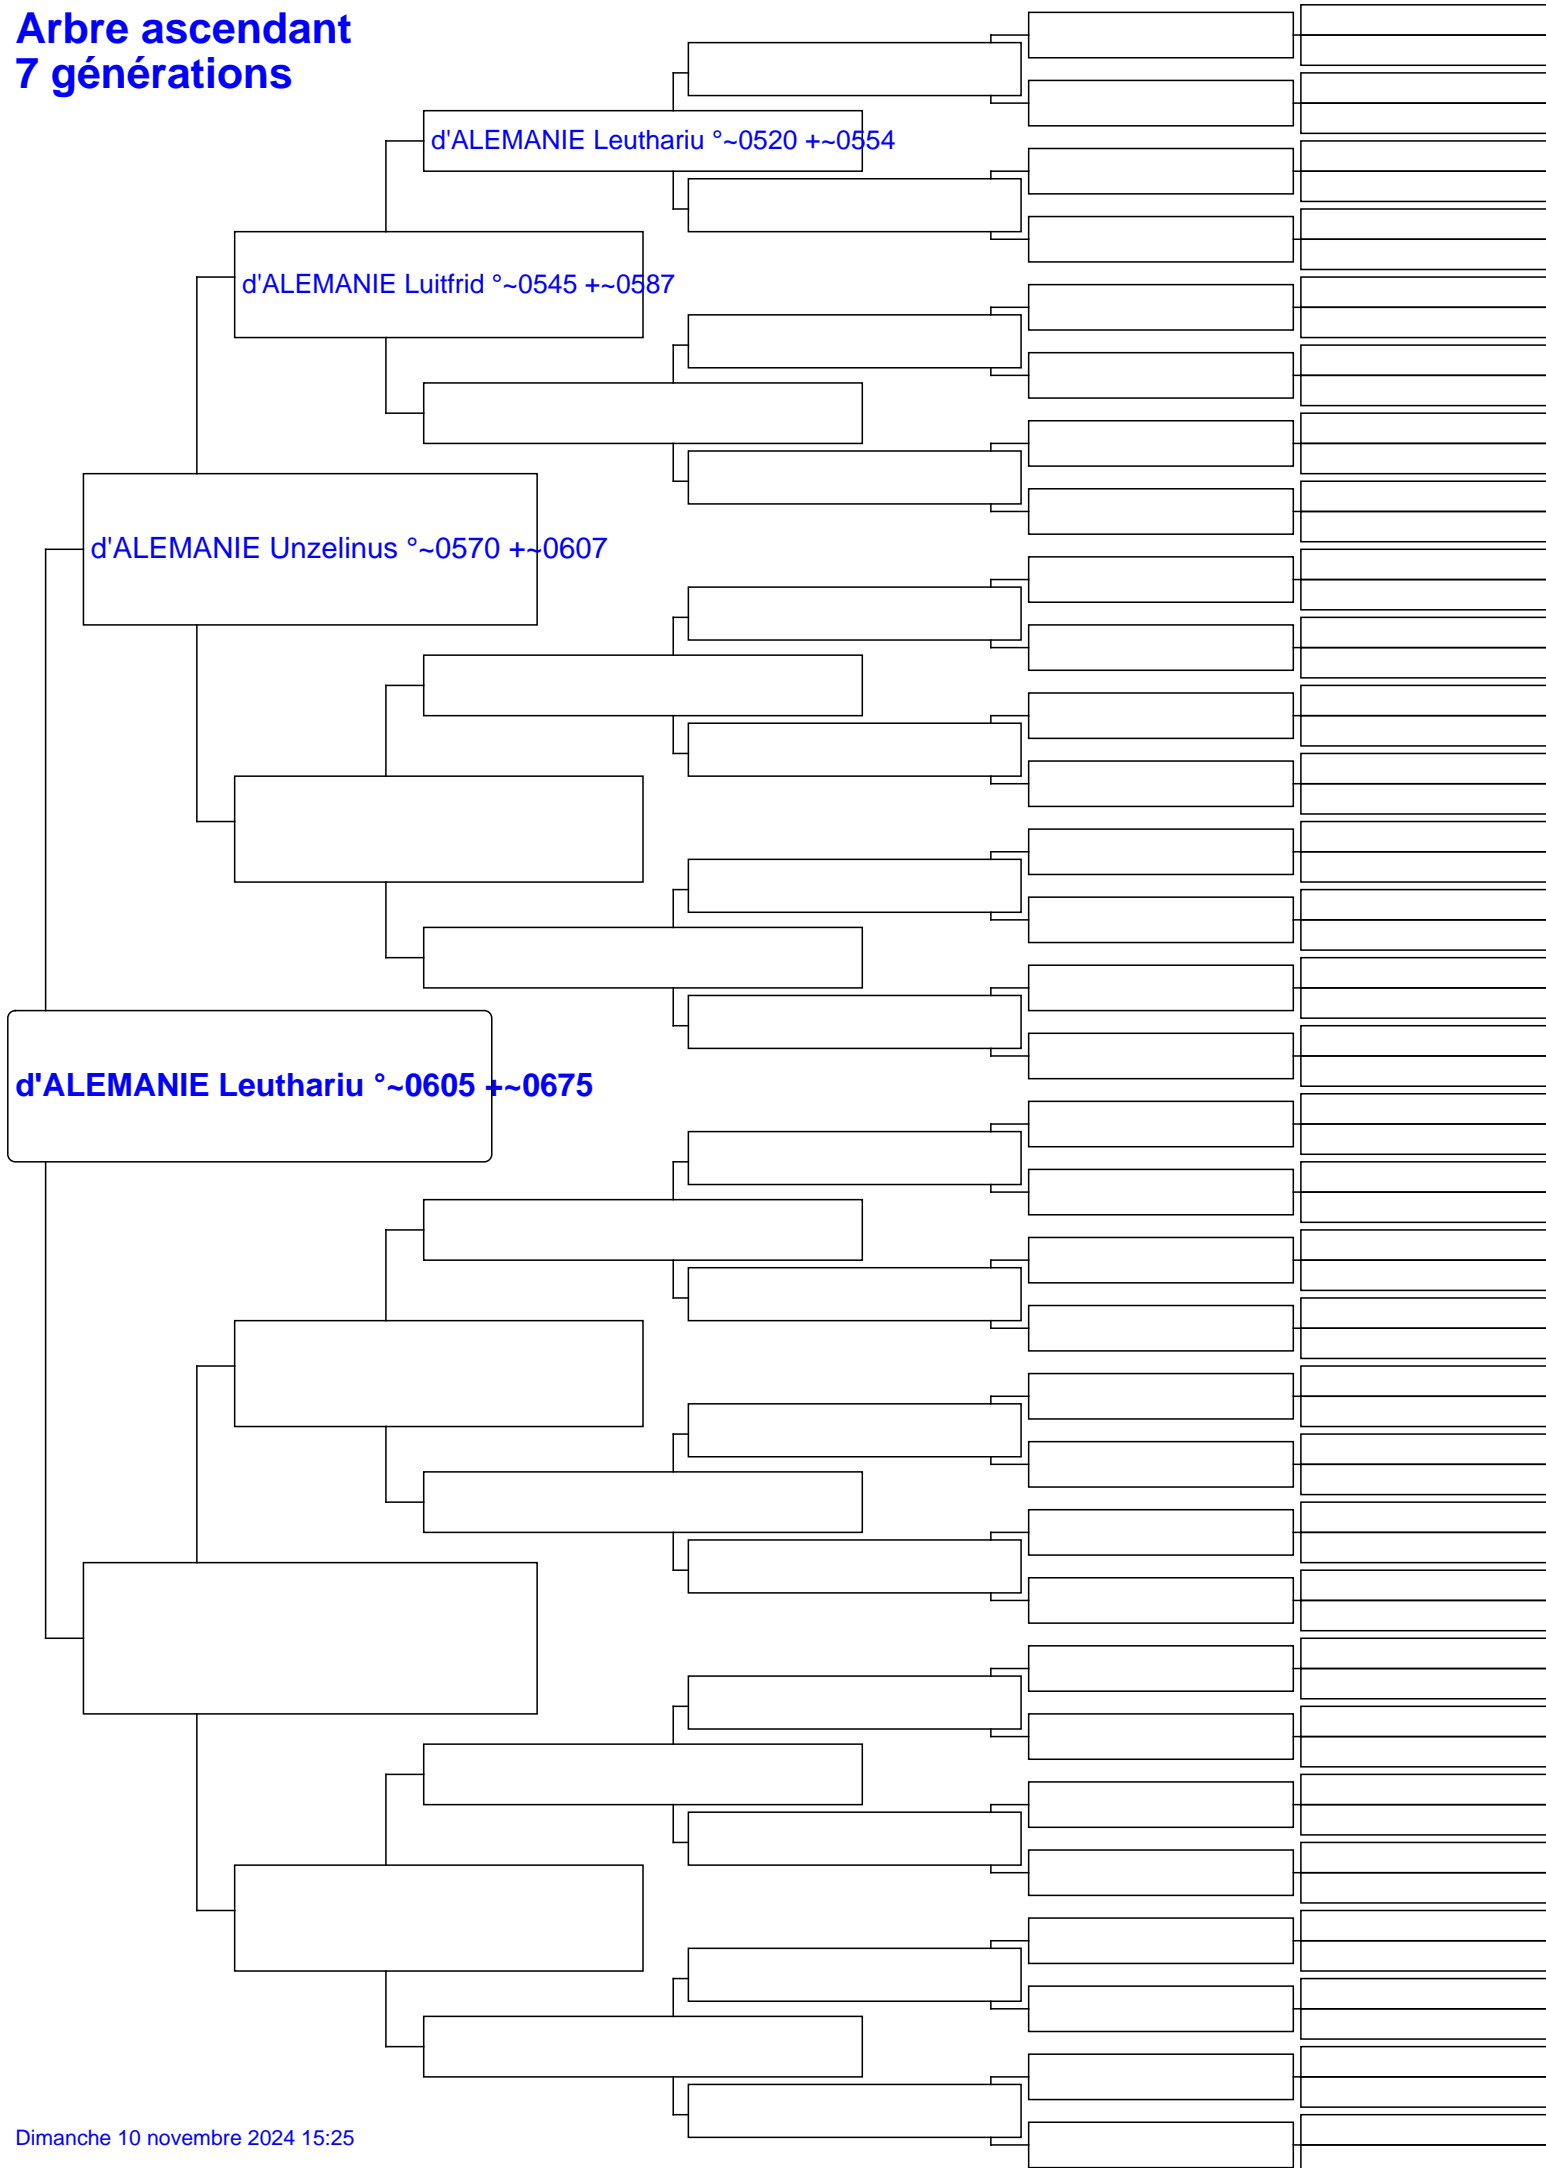 Arbre ascendant
7 générations
d'ALEMANIE Leuthariu °~0520 +~0554
d'ALEMANIE Luitfrid °~0545 +~0587
d'ALEMANIE Unzelinus °~0570 +~0607
d'ALEMANIE Leuthariu °~0605 +~0675
Dimanche 10 novembre 2024 15:25